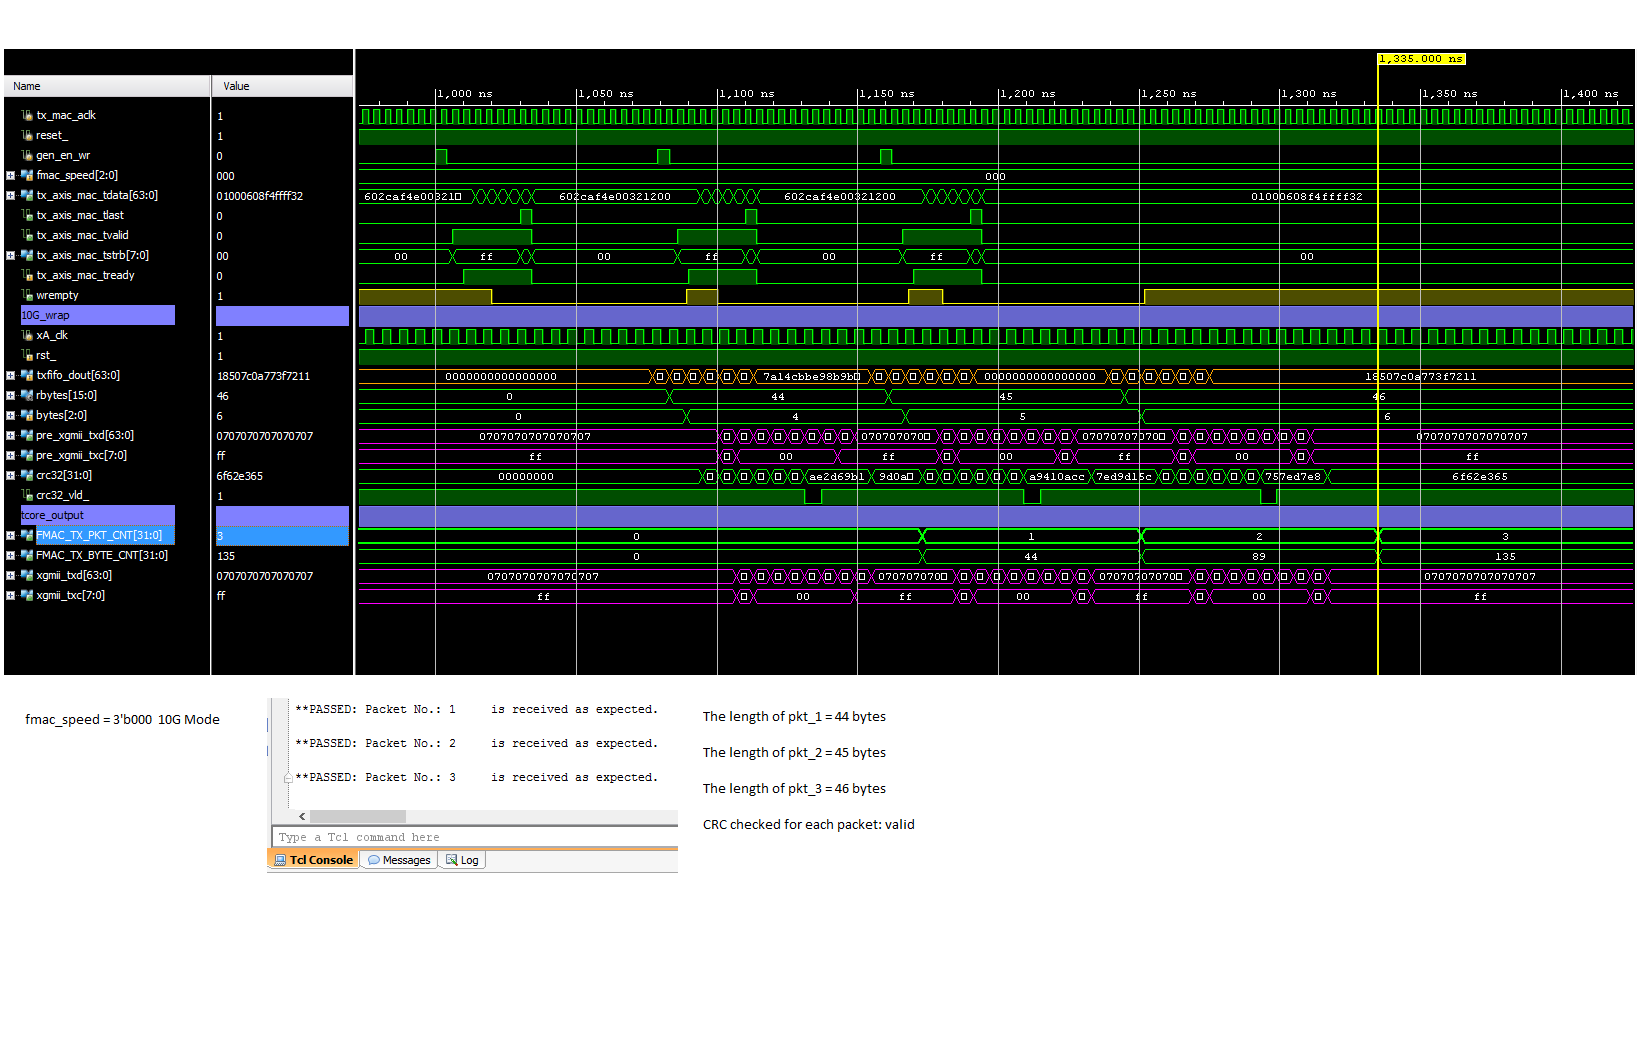 1,335.000 ns
Name Value
1,000 ns 1,050 ns 1,100 ns 1,150 ns 1,200 ns 1,250 ns 1,300 ns 1,350 ns 1,400 ns
tx_mac_aclk 1
reset_ 1
gen_en_wr 0
fmac_speed[2:0] 000 000
tx_axis_mac_tdata[63:0] 01000608f4ffff32 602caf4e00321 602caf4e00321200 602caf4e00321200 01000608f4ffff32
tx_axis_mac_tlast 0
tx_axis_mac_tvalid 0
tx_axis_mac_tstrb[7:0] 00 00 ff 00 ff 00 ff 00
tx_axis_mac_tready 0
wrempty 1
10G_wrap
xA_clk 1
rst_ 1
txfifo_dout[63:0] 18507c0a773f7211 0000000000000000 7a14cbbe98b9b 0000000000000000 18507c0a773f7211
rbytes[15:0] 46 0 44 45 46
bytes[2:0] 6 0 4 5 6
pre_xgmii_txd[63:0] 0707070707070707 0707070707070707 070707070 07070707070 0707070707070707
pre_xgmii_txc[7:0] ff ff 00 ff 00 ff 00 ff
crc32[31:0] 6f62e365 00000000 ae2d69b1 9d0a a9410acc 7ed9d15c 757ed7e8 6f62e365
crc32_vld_ 1
tcore_output
FMAC_TX_PKT_CNT[31:0] 3 0 1 2 3
FMAC_TX_BYTE_CNT[31:0] 135 0 44 89 135
xgmii_txd[63:0] 0707070707070707 0707070707070707 070707070 07070707070 0707070707070707
xgmii_txc[7:0] ff ff 00 ff 00 ff 00 ff
fmac_speed = 3'b000 10G Mode
**PASSED: Packet No.: 1 is received as expected.
**PASSED: Packet No.: 2 is received as expected.
**PASSED: Packet No.: 3 is received as expected.
Type a Tcl command here
Tcl Console Messages Log
The length of pkt_1 = 44 bytes
The length of pkt_2 = 45 bytes
The length of pkt_3 = 46 bytes
CRC checked for each packet: valid